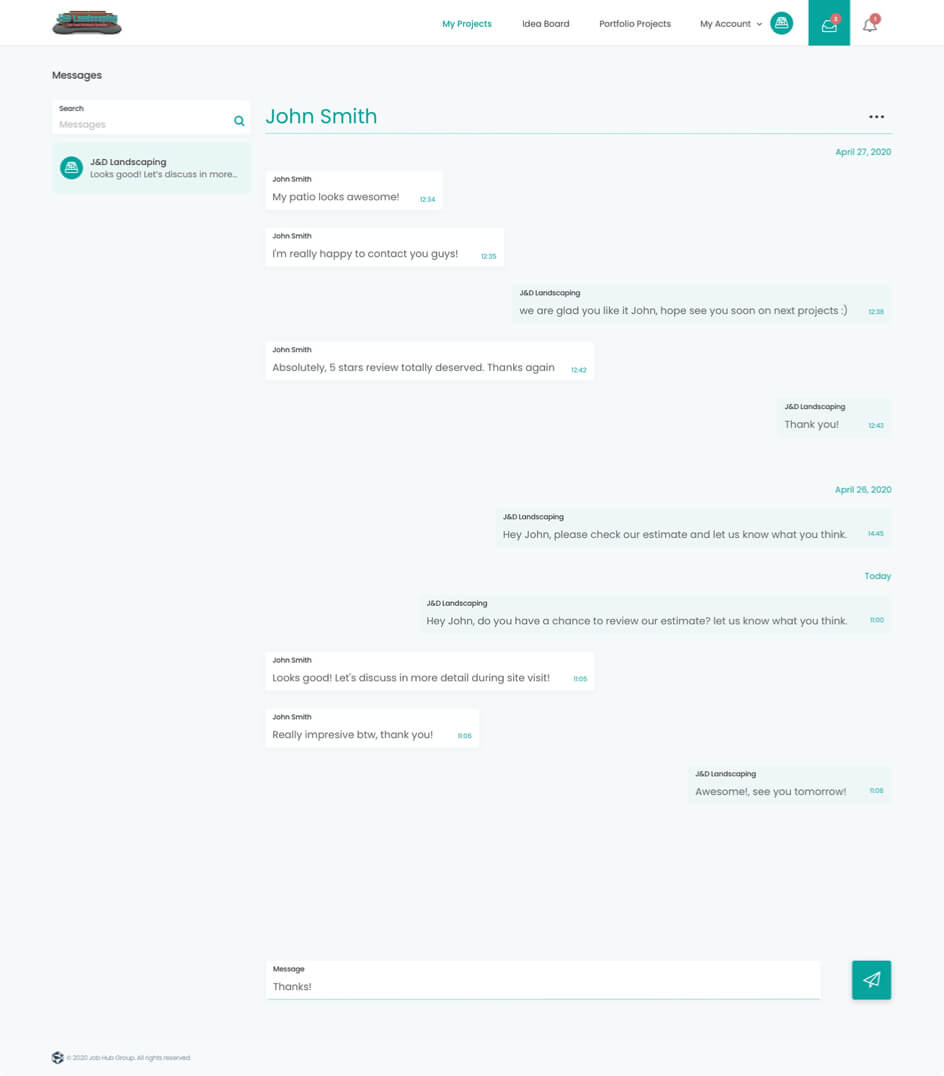 J&D Landscaping
My Projects
Idea Board
Portfolio Projects
My Account
Messages
Search
Messages
J&D Landscaping
Looks good! Let's discuss in more...
John Smith
April 27, 2020
John Smith
My patio looks awesome! 12:34
John Smith
I'm really happy to contact you guys! 12:35
J&D Landscaping
we are glad you like it John, hope see you soon on next projects :) 12:38
John Smith
Absolutely, 5 stars review totally deserved. Thanks again 12:42
J&D Landscaping
Thank you! 12:43
April 26, 2020
J&D Landscaping
Hey John, please check our estimate and let us know what you think. 14:45
Today
J&D Landscaping
Hey John, do you have a chance to review our estimate? let us know what you think. 11:00
John Smith
Looks good! Let's discuss in more detail during site visit! 11:05
John Smith
Really impresive btw, thank you! 11:06
J&D Landscaping
Awesome!, see you tomorrow! 11:08
Message
Thanks!
© 2020 Job Hub Group. All rights reserved.